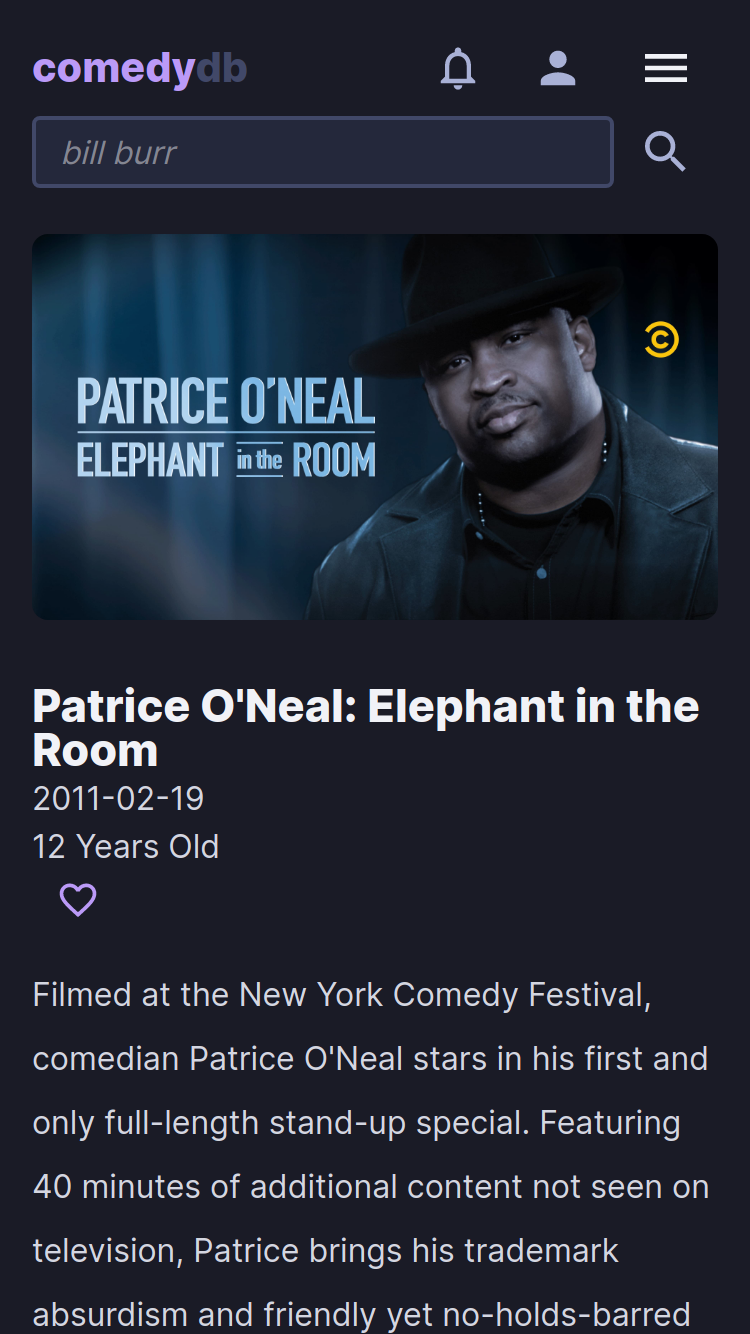 comedydb
bill burr
PATRICE O'NEAL
ELEPHANT in the ROOM
Patrice O'Neal: Elephant in the
Room
2011-02-19
12 Years Old
Filmed at the New York Comedy Festival,
comedian Patrice O'Neal stars in his first and
only full-length stand-up special. Featuring
40 minutes of additional content not seen on
television, Patrice brings his trademark
absurdism and friendly yet no-holds-barred